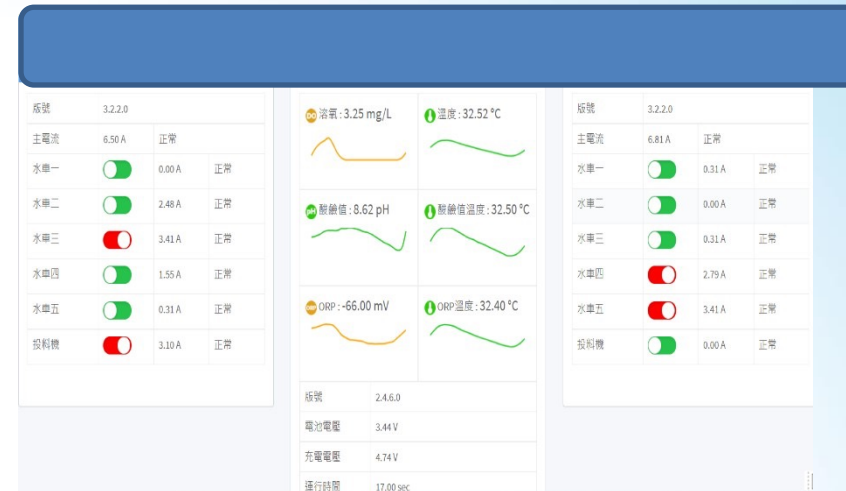 版號 3.2.2.0
主電流 6.50 A 正常
水車一 0.00 A 正常
水車二 2.48 A 正常
水車三 3.41 A 正常
水車四 1.55 A 正常
水車五 0.31 A 正常
投料機 3.10 A 正常
DO 溶氧 : 3.25 mg/L
溫度 : 32.52 °C
pH 酸鹼值 : 8.62 pH
酸鹼值溫度 : 32.50 °C
ORP ORP : -66.00 mV
ORP溫度 : 32.40 °C
版號 2.4.6.0
電池電壓 3.44 V
充電電壓 4.74 V
運行時間 17.00 sec
版號 3.2.2.0
主電流 6.81 A 正常
水車一 0.31 A 正常
水車二 0.00 A 正常
水車三 0.31 A 正常
水車四 2.79 A 正常
水車五 3.41 A 正常
投料機 0.00 A 正常